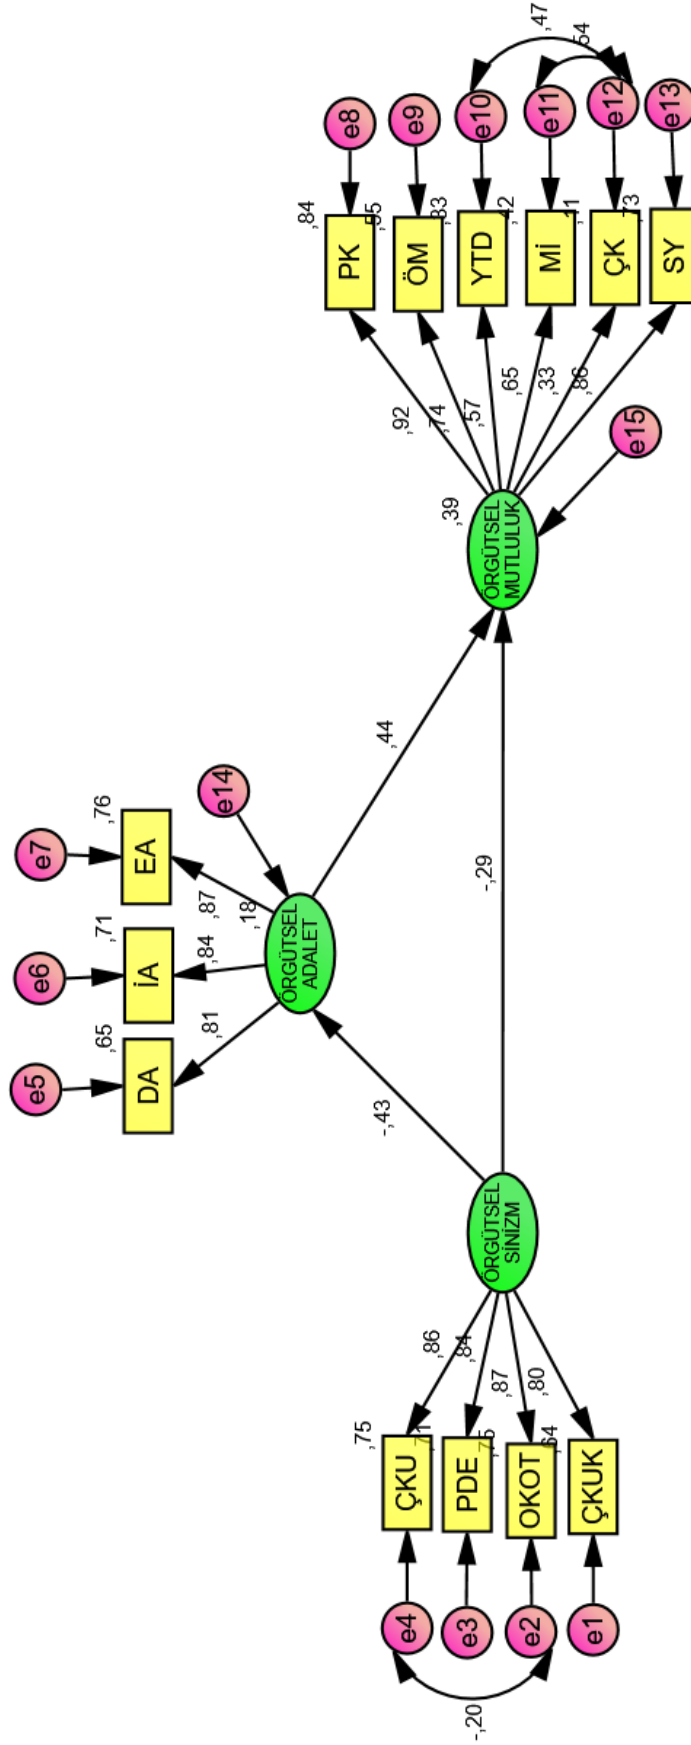 e5
e6
e7
,65
,71
,76
DA
İA
EA
,81
,84
,87
,18
e14
ÖRGÜTSEL
ADALET
-,43
,44
-,29
ÖRGÜTSEL
SİNİZM
,86
,84
,87
,80
,75
ÇKU
e4
,71
PDE
e3
,75
OKOT
e2
,64
ÇKUK
e1
-,20
,39
ÖRGÜTSEL
MUTLULUK
e15
,92
,74
,57
,65
,33
,86
,84
PK
e8
,55
ÖM
e9
,33
YTD
e10
,42
Mİ
e11
,11
ÇK
e12
,73
SY
e13
,47